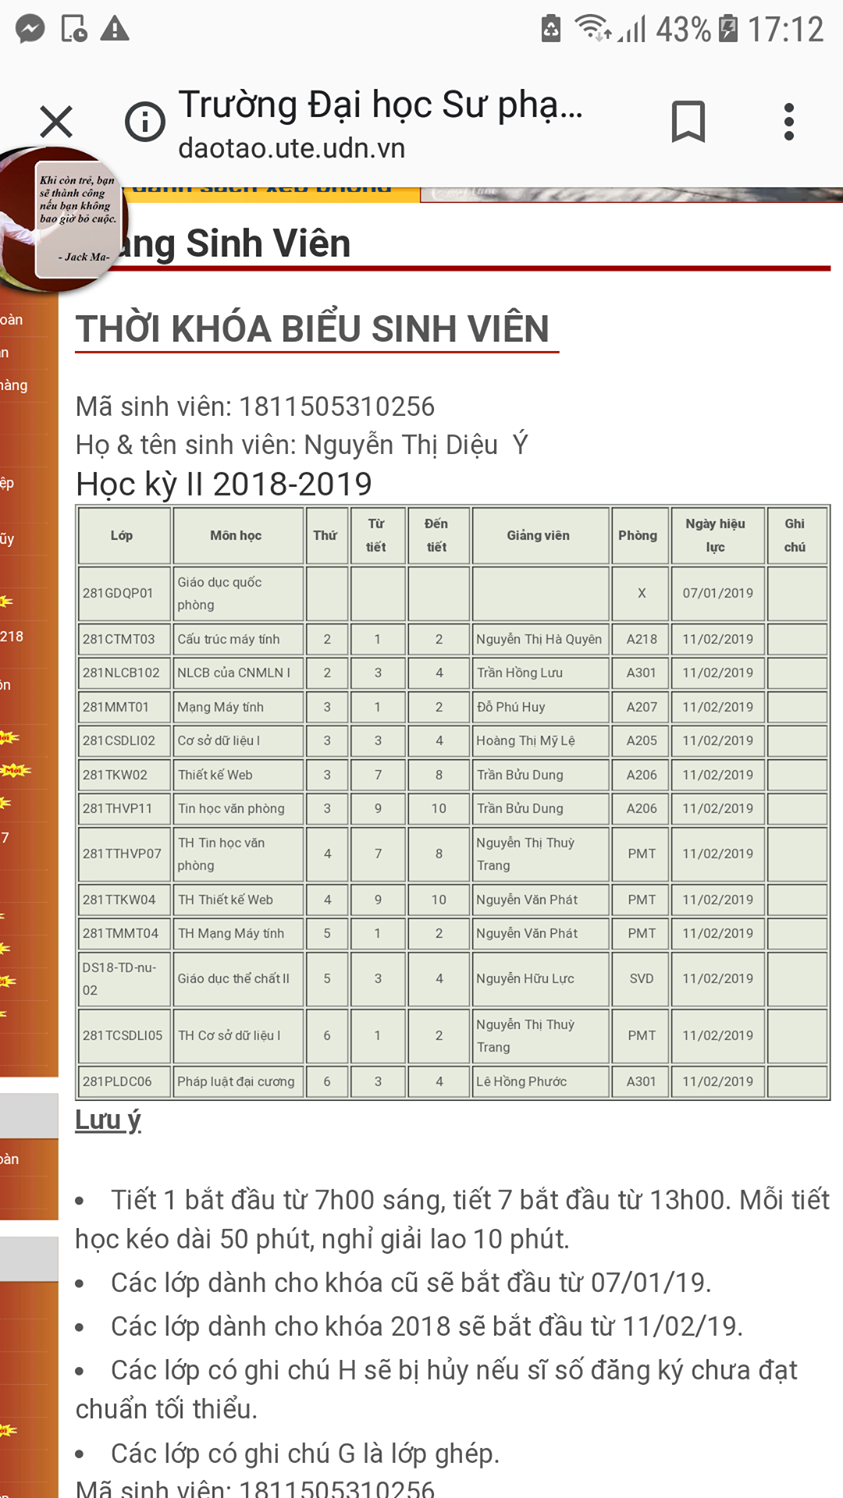 43% 17:12
Trường Đại học Sư phạ...
daotao.ute.udn.vn
Khi còn trẻ, bạn
sẽ thành công
nếu bạn không
bao giờ bỏ cuộc.
- Jack Ma-
danh sách xếp phòng
ang Sinh Viên
THỜI KHÓA BIỂU SINH VIÊN
Mã sinh viên: 1811505310256
Họ & tên sinh viên: Nguyễn Thị Diệu Ý
Học kỳ II 2018-2019
Lớp Môn học Thứ Từ tiết Đến tiết Giảng viên Phòng Ngày hiệu lực Ghi chú
281GDQP01 Giáo dục quốc phòng X 07/01/2019
281CTMT03 Cấu trúc máy tính 2 1 2 Nguyễn Thị Hà Quyên A218 11/02/2019
281NLCB102 NLCB của CNMLN I 2 3 4 Trần Hồng Lưu A301 11/02/2019
281MMT01 Mạng Máy tính 3 1 2 Đỗ Phú Huy A207 11/02/2019
281CSDLI02 Cơ sở dữ liệu I 3 3 4 Hoàng Thị Mỹ Lệ A205 11/02/2019
281TKW02 Thiết kế Web 3 7 8 Trần Bửu Dung A206 11/02/2019
281THVP11 Tin học văn phòng 3 9 10 Trần Bửu Dung A206 11/02/2019
281TTHVP07 TH Tin học văn phòng 4 7 8 Nguyễn Thị Thuỳ Trang PMT 11/02/2019
281TTKW04 TH Thiết kế Web 4 9 10 Nguyễn Văn Phát PMT 11/02/2019
281TMMT04 TH Mạng Máy tính 5 1 2 Nguyễn Văn Phát PMT 11/02/2019
DS18-TD-nu-02 Giáo dục thể chất II 5 3 4 Nguyễn Hữu Lực SVD 11/02/2019
281TCSDLI05 TH Cơ sở dữ liệu I 6 1 2 Nguyễn Thị Thuỳ Trang PMT 11/02/2019
281PLDC06 Pháp luật đại cương 6 3 4 Lê Hồng Phước A301 11/02/2019
Lưu ý
• Tiết 1 bắt đầu từ 7h00 sáng, tiết 7 bắt đầu từ 13h00. Mỗi tiết
học kéo dài 50 phút, nghỉ giải lao 10 phút.
• Các lớp dành cho khóa cũ sẽ bắt đầu từ 07/01/19.
• Các lớp dành cho khóa 2018 sẽ bắt đầu từ 11/02/19.
• Các lớp có ghi chú H sẽ bị hủy nếu sĩ số đăng ký chưa đạt
chuẩn tối thiểu.
• Các lớp có ghi chú G là lớp ghép.
Mã sinh viên: 1811505310256